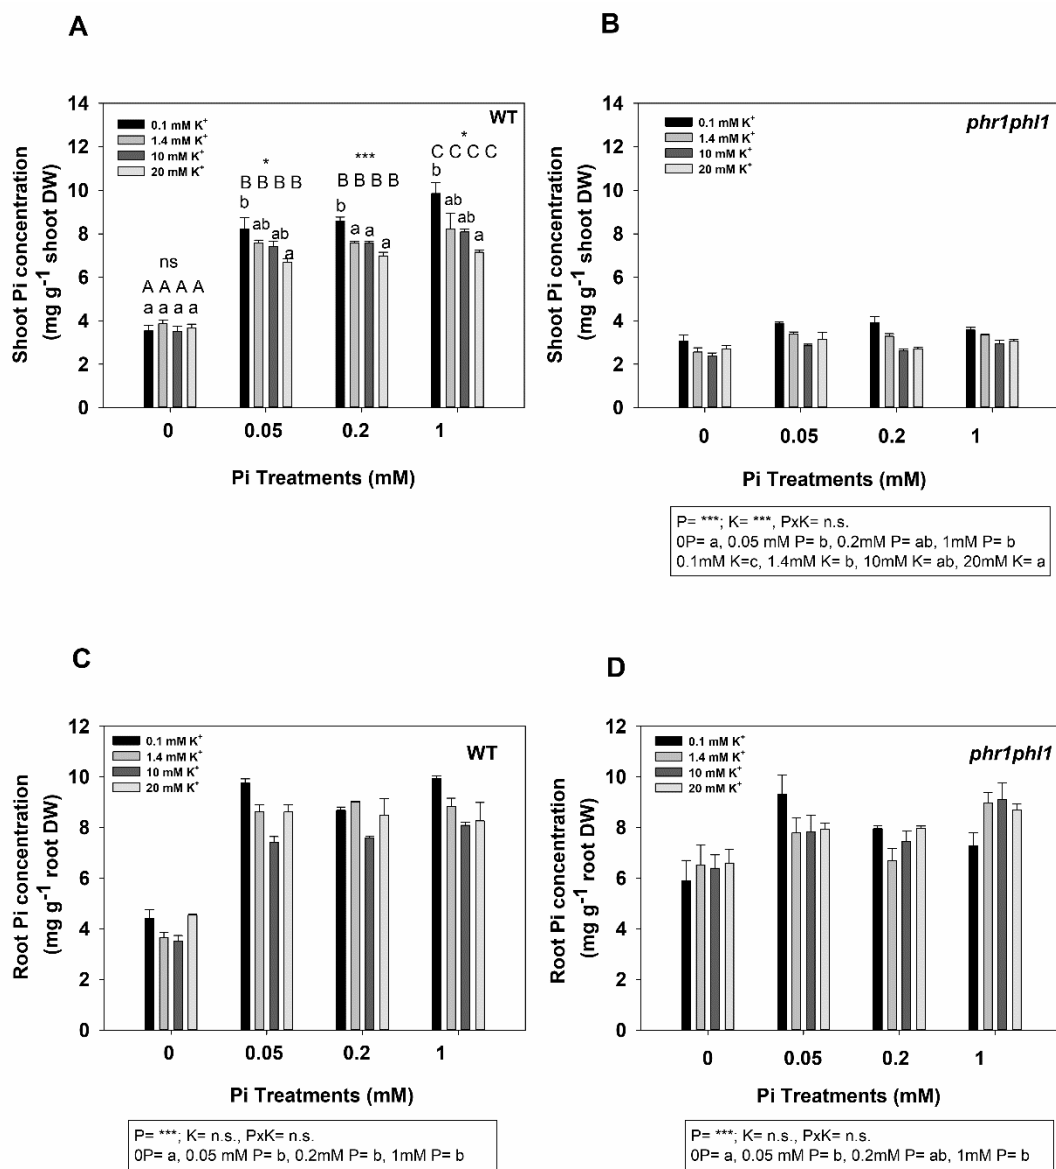 A
Shoot Pi concentration
(mg g⁻¹ shoot DW)
14
12
10
8
6
4
2
0
0.1 mM K⁺
1.4 mM K⁺
10 mM K⁺
20 mM K⁺
WT
ns
A A A A
a a a a
*
B B B B
b ab ab a
***
B B B B
b a a a
*
C C C C
b ab ab a
0 0.05 0.2 1
Pi Treatments (mM)
B
Shoot Pi concentration
(mg g⁻¹ shoot DW)
14
12
10
8
6
4
2
0
0.1 mM K⁺
1.4 mM K⁺
10 mM K⁺
20 mM K⁺
phr1phl1
0 0.05 0.2 1
Pi Treatments (mM)
P= ***; K= ***, PxK= n.s.
0P= a, 0.05 mM P= b, 0.2mM P= ab, 1mM P= b
0.1mM K=c, 1.4mM K= b, 10mM K= ab, 20mM K= a
C
Root Pi concentration
(mg g⁻¹ root DW)
12
10
8
6
4
2
0
0.1 mM K⁺
1.4 mM K⁺
10 mM K⁺
20 mM K⁺
WT
0 0.05 0.2 1
Pi Treatments (mM)
P= ***; K= n.s., PxK= n.s.
0P= a, 0.05 mM P= b, 0.2mM P= b, 1mM P= b
D
Root Pi concentration
(mg g⁻¹ root DW)
12
10
8
6
4
2
0
0.1 mM K⁺
1.4 mM K⁺
10 mM K⁺
20 mM K⁺
phr1phl1
0 0.05 0.2 1
Pi Treatments (mM)
P= ***; K= n.s., PxK= n.s.
0P= a, 0.05 mM P= b, 0.2mM P= ab, 1mM P= b